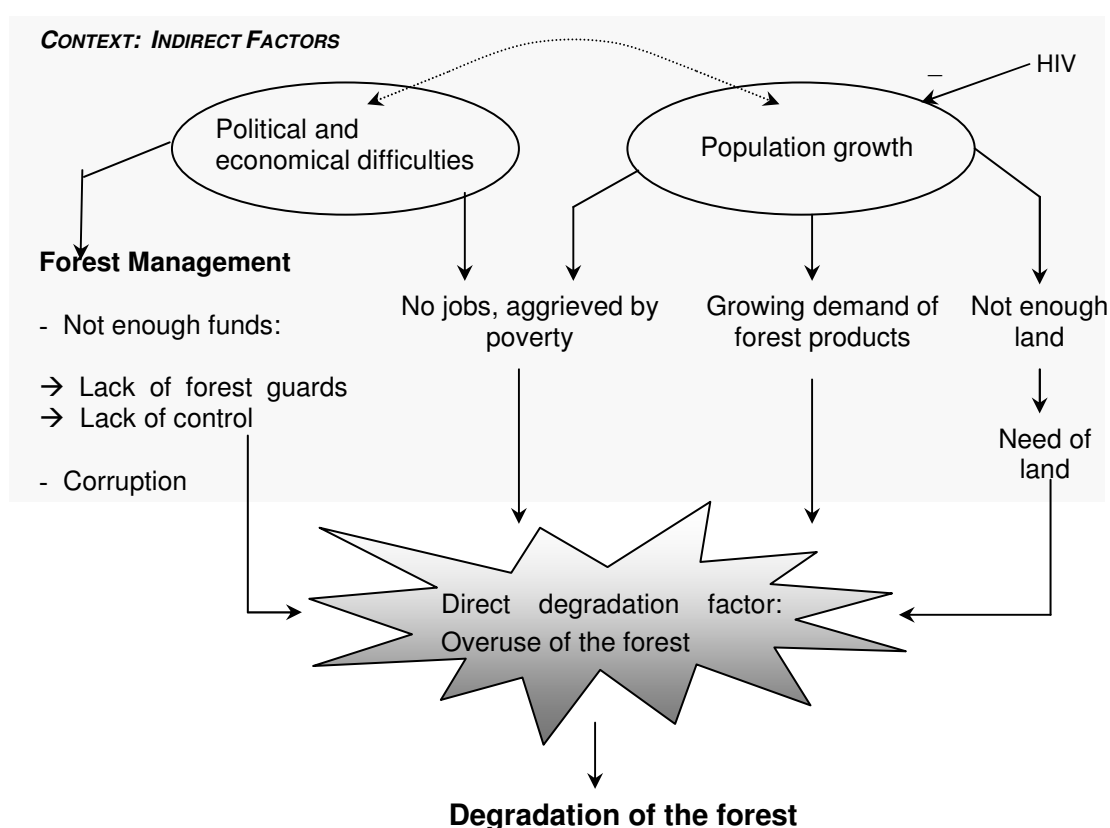 CONTEXT: INDIRECT FACTORS
–
HIV
Political and
economical difficulties
Population growth
Forest Management
- Not enough funds:
→ Lack of forest guards
→ Lack of control
- Corruption
No jobs, aggrieved by
poverty
Growing demand of
forest products
Not enough
land
Need of
land
Direct degradation factor:
Overuse of the forest
Degradation of the forest